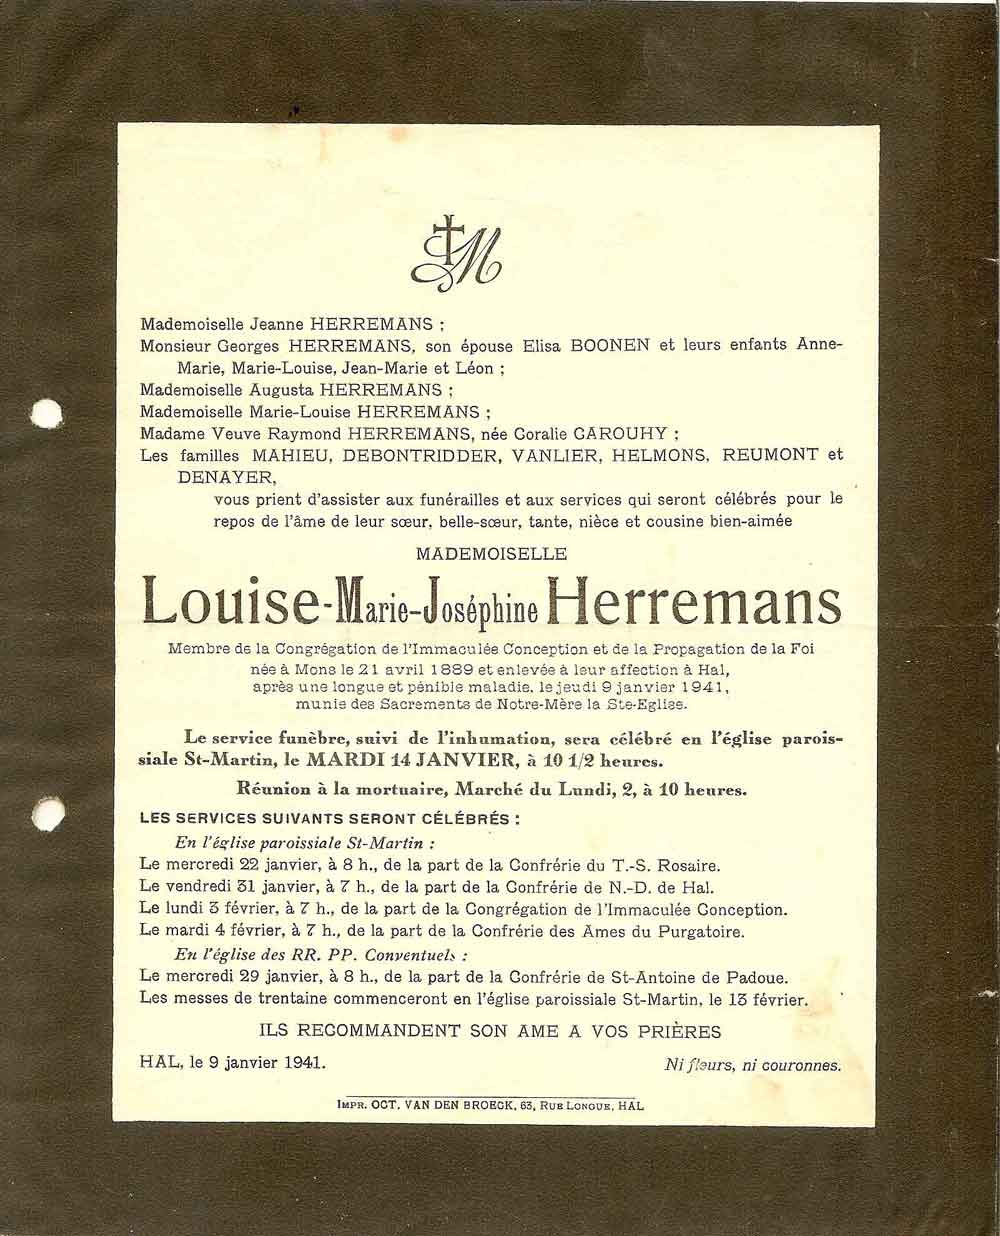 M
Mademoiselle Jeanne HERREMANS ;
Monsieur Georges HERREMANS, son épouse Elisa BOONEN et leurs enfants Anne-
Marie, Marie-Louise, Jean-Marie et Léon ;
Mademoiselle Augusta HERREMANS ;
Mademoiselle Marie-Louise HERREMANS ;
Madame Veuve Raymond HERREMANS, née Coralie CAROUHY ;
Les familles MAHIEU, DEBONTRIDDER, VANLIER, HELMONS, REUMONT et
DENAYER,
vous prient d'assister aux funérailles et aux services qui seront célébrés pour le
repos de l'âme de leur sœur, belle-sœur, tante, nièce et cousine bien-aimée
MADEMOISELLE
Louise-Marie-Joséphine Herremans
Membre de la Congrégation de l'Immaculée Conception et de la Propagation de la Foi
née à Mons le 21 avril 1889 et enlevée à leur affection à Hal,
après une longue et pénible maladie, le jeudi 9 janvier 1941,
munie des Sacrements de Notre-Mère la Ste-Eglise.
Le service funèbre, suivi de l'inhumation, sera célébré en l'église parois-
siale St-Martin, le MARDI 14 JANVIER, à 10 1/2 heures.
Réunion à la mortuaire, Marché du Lundi, 2, à 10 heures.
LES SERVICES SUIVANTS SERONT CÉLÉBRÉS :
En l'église paroissiale St-Martin :
Le mercredi 22 janvier, à 8 h., de la part de la Confrérie du T.-S. Rosaire.
Le vendredi 31 janvier, à 7 h., de la part de la Confrérie de N.-D. de Hal.
Le lundi 3 février, à 7 h., de la part de la Congrégation de l'Immaculée Conception.
Le mardi 4 février, à 7 h., de la part de la Confrérie des Ames du Purgatoire.
En l'église des RR. PP. Conventuels :
Le mercredi 29 janvier, à 8 h., de la part de la Confrérie de St-Antoine de Padoue.
Les messes de trentaine commenceront en l'église paroissiale St-Martin, le 13 février.
ILS RECOMMANDENT SON AME A VOS PRIÈRES
HAL, le 9 janvier 1941. Ni fleurs, ni couronnes.
IMPR. OCT. VAN DEN BROECK, 63, RUE LONGUE, HAL